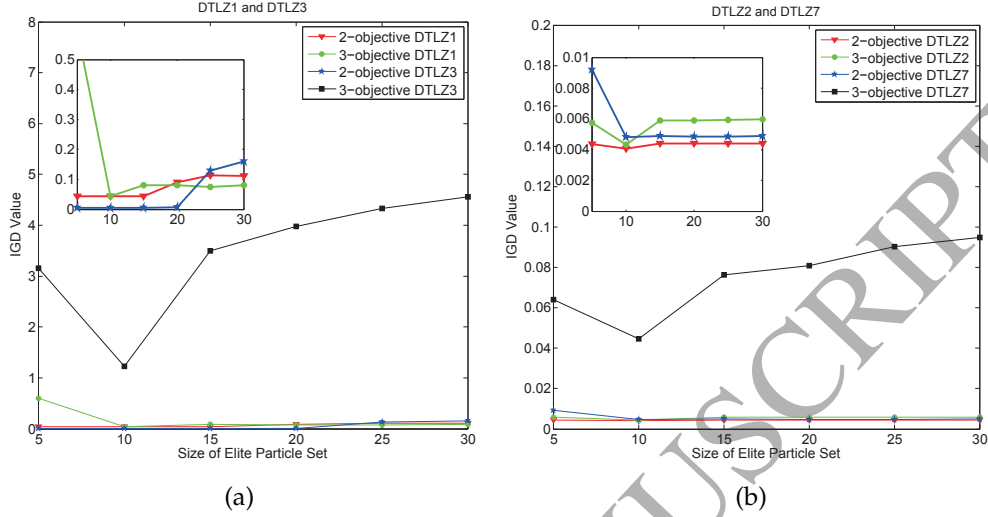 DTLZ1 and DTLZ3
8
7
6
5
4
3
2
1
0
IGD Value
2-objective DTLZ1
3-objective DTLZ1
2-objective DTLZ3
3-objective DTLZ3
0.5
0.4
0.3
0.2
0.1
0
10 20 30
5 10 15 20 25 30
Size of Elite Particle Set
(a)
DTLZ2 and DTLZ7
0.2
0.18
0.16
0.14
0.12
0.1
0.08
0.06
0.04
0.02
0
IGD Value
2-objective DTLZ2
3-objective DTLZ2
2-objective DTLZ7
3-objective DTLZ7
0.01
0.008
0.006
0.004
0.002
0.000
10 20 30
5 10 15 20 25 30
Size of Elite Particle Set
(b)
USCRIPT